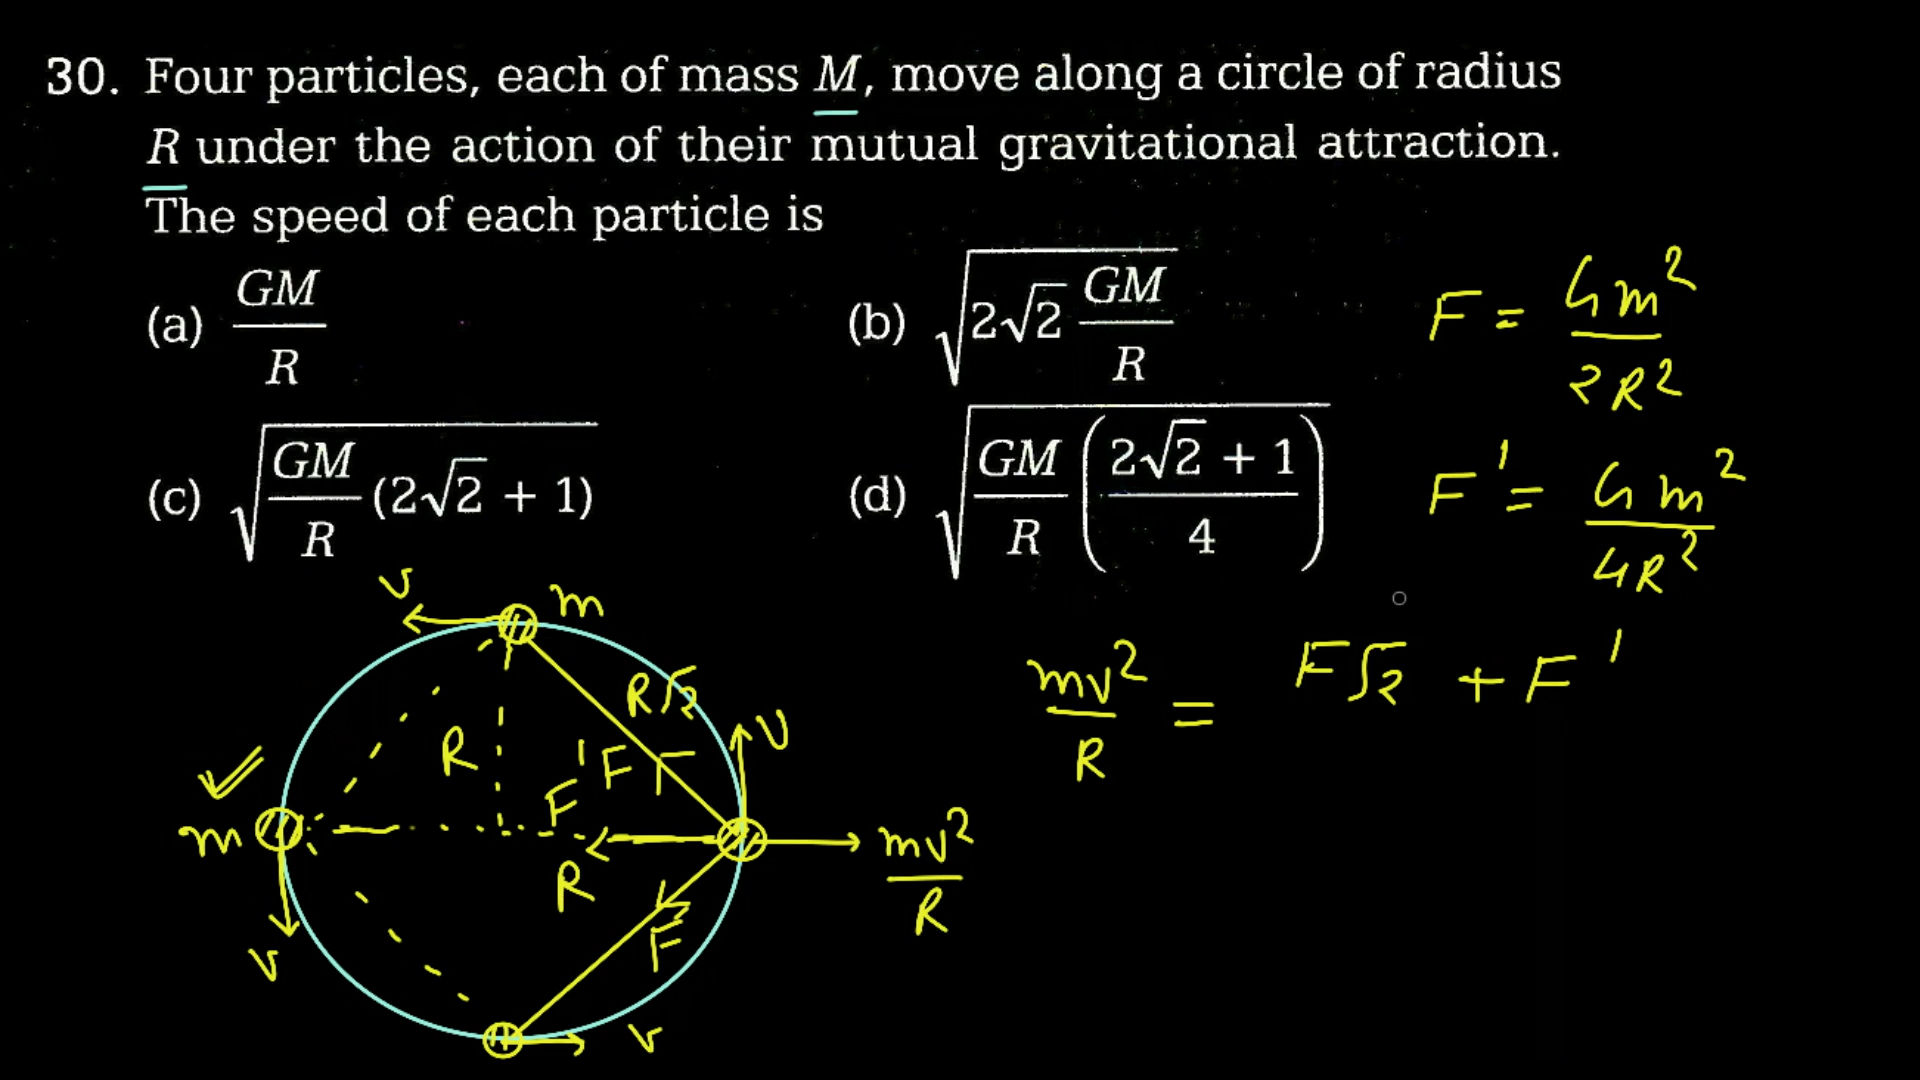 30. Four particles, each of mass M, move along a circle of radius
R under the action of their mutual gravitational attraction.
The speed of each particle is
(a) GM/R
(b) √(2√2 GM/R)
(c) √(GM/R (2√2 + 1))
(d) √(GM/R ((2√2 + 1)/4))
F = Gm²/2R²
F' = Gm²/4R²
mv²/R = F√2 + F'
v
m
R√2
R
v
F' F
m
R
mv²/R
F
v
v